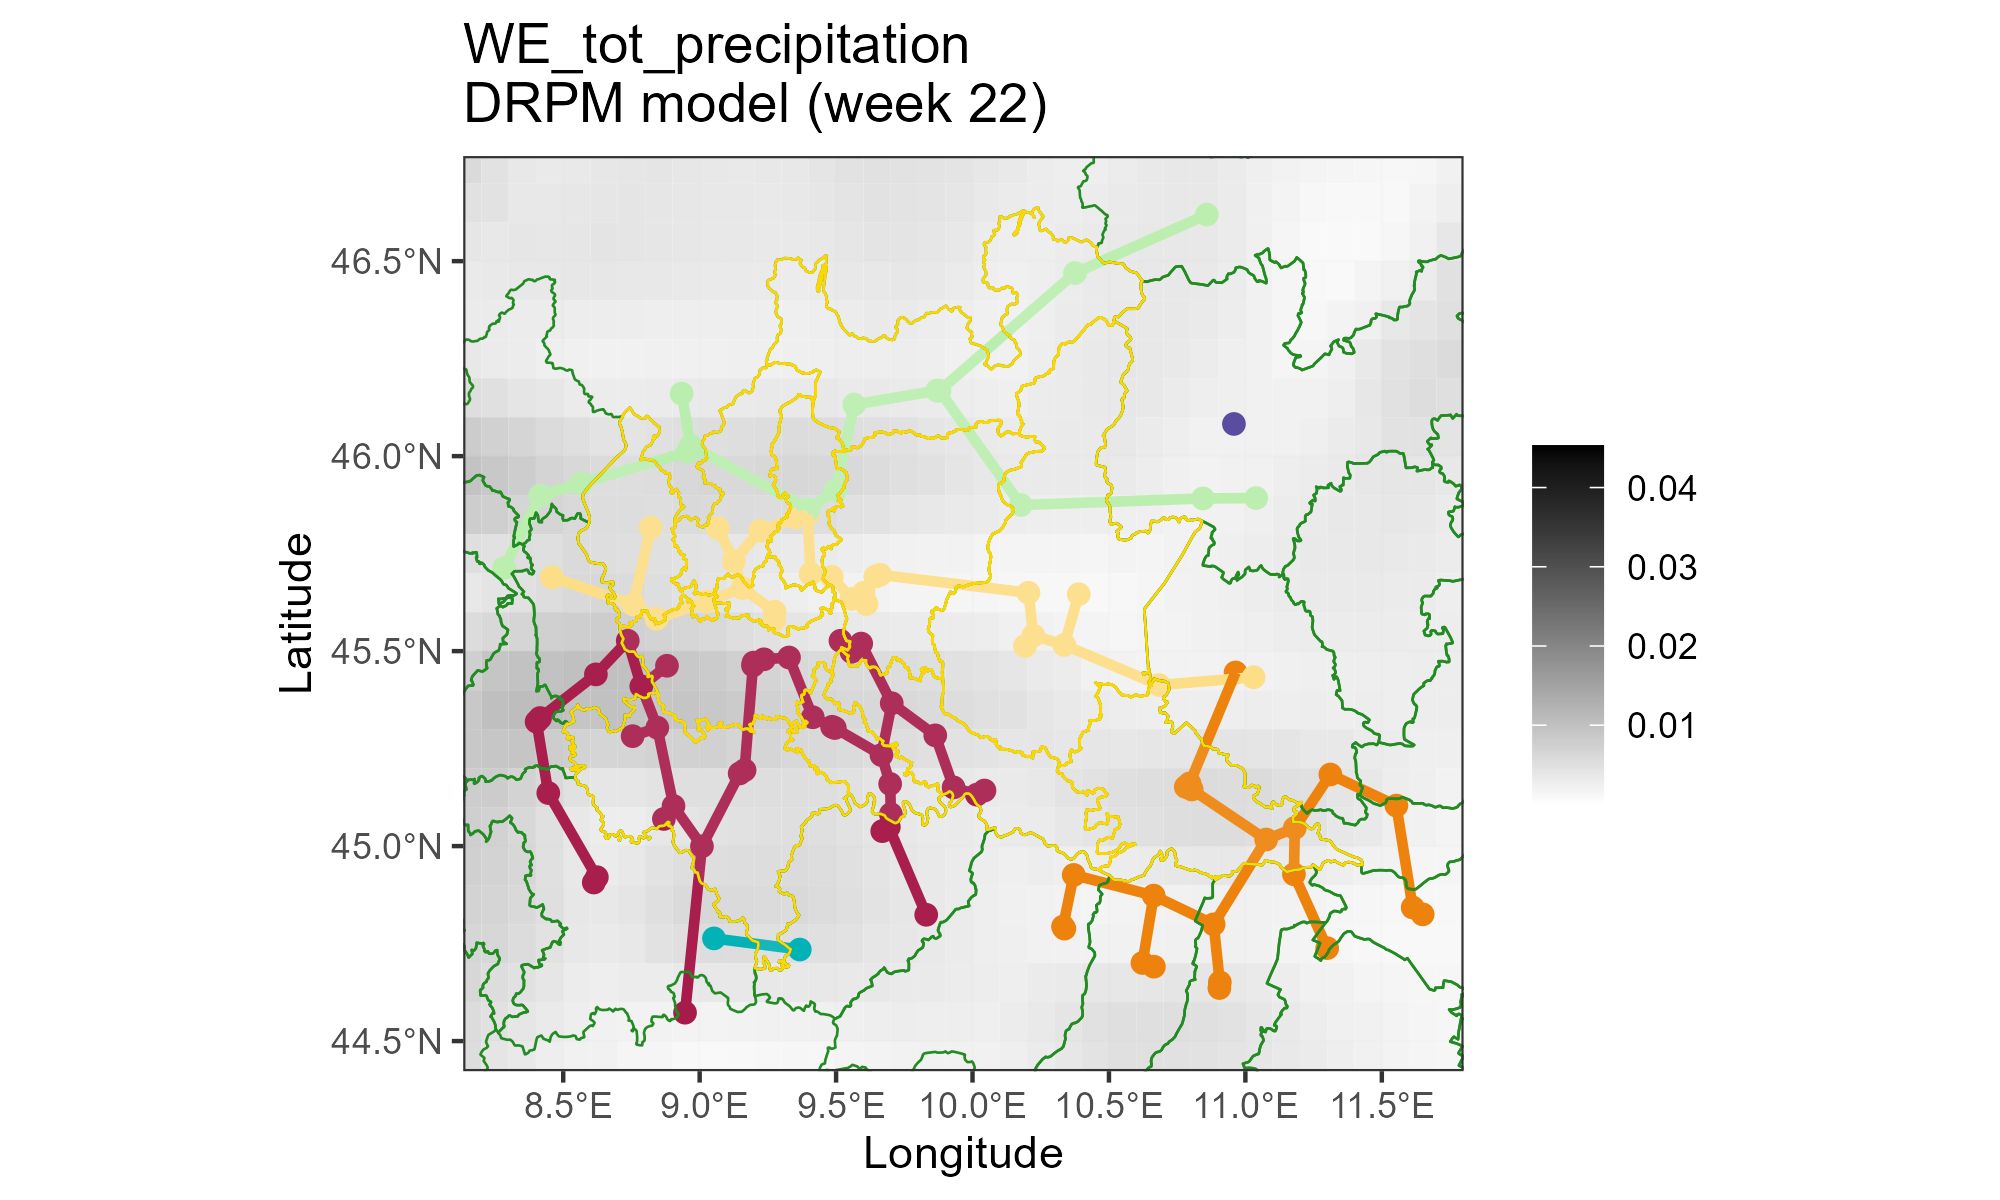 WE_tot_precipitation
DRPM model (week 22)
46.5°N
46.0°N
45.5°N
45.0°N
44.5°N
Latitude
8.5°E
9.0°E
9.5°E
10.0°E
10.5°E
11.0°E
11.5°E
Longitude
0.04
0.03
0.02
0.01